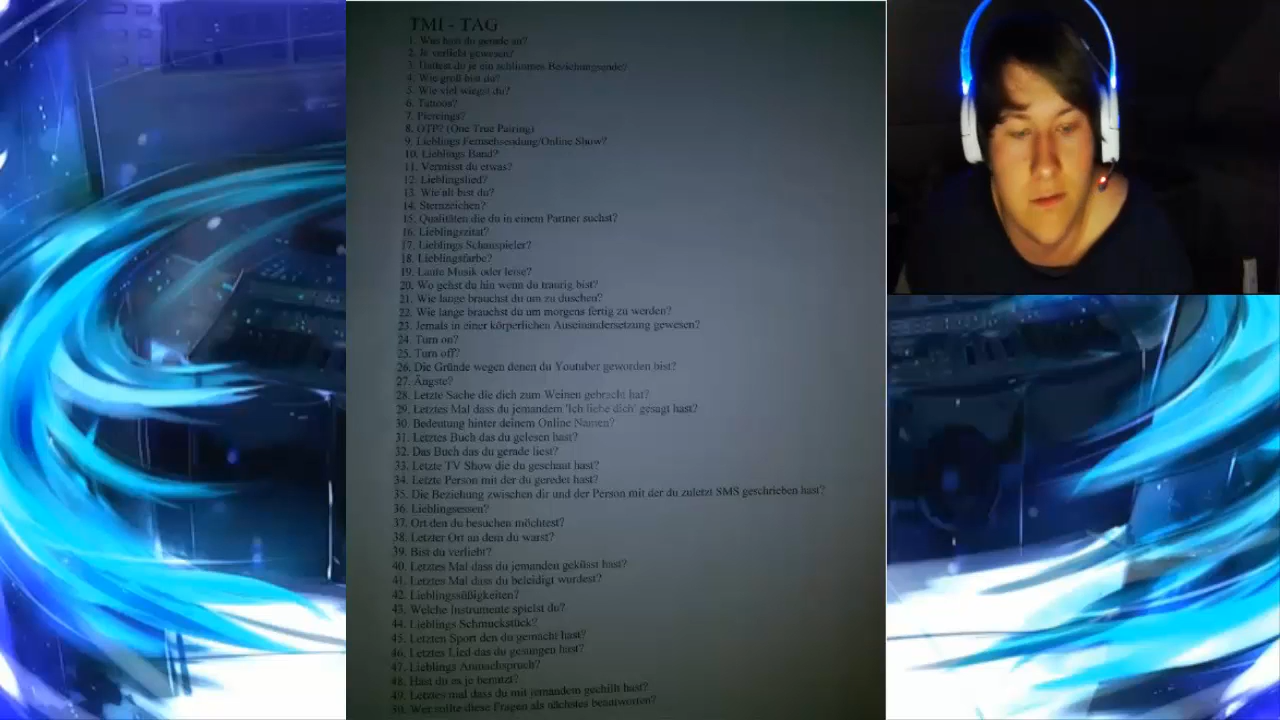 TMI - TAG
1. Was hast du gerade an?
2. Je verliebt gewesen?
3. Hattest du je ein schlimmes Beziehungsende?
4. Wie groß bist du?
5. Wie viel wiegst du?
6. Tattoos?
7. Piercings?
8. OTP? (One True Pairing)
9. Lieblings Fernsehsendung/Online Show?
10. Lieblings Band?
11. Vermisst du etwas?
12. Lieblingslied?
13. Wie alt bist du?
14. Sternzeichen?
15. Qualitäten die du in einem Partner suchst?
16. Lieblingszitat?
17. Lieblings Schauspieler?
18. Lieblingsfarbe?
19. Laute Musik oder leise?
20. Wo gehst du hin wenn du traurig bist?
21. Wie lange brauchst du um zu duschen?
22. Wie lange brauchst du um morgens fertig zu werden?
23. Jemals in einer körperlichen Auseinandersetzung gewesen?
24. Turn on?
25. Turn off?
26. Die Gründe wegen denen du Youtuber geworden bist?
27. Ängste?
28. Letzte Sache die dich zum Weinen gebracht hat?
29. Letztes Mal dass du jemandem 'Ich liebe dich' gesagt hast?
30. Bedeutung hinter deinem Online Namen?
31. Letztes Buch das du gelesen hast?
32. Das Buch das du gerade liest?
33. Letzte TV Show die du geschaut hast?
34. Letzte Person mit der du geredet hast?
35. Die Beziehung zwischen dir und der Person mit der du zuletzt SMS geschrieben hast?
36. Lieblingsessen?
37. Ort den du besuchen möchtest?
38. Letzter Ort an dem du warst?
39. Bist du verliebt?
40. Letztes Mal dass du jemanden geküsst hast?
41. Letztes Mal dass du beleidigt wurdest?
42. Lieblingssüßigkeiten?
43. Welche Instrumente spielst du?
44. Lieblings Schmuckstück?
45. Letzten Sport den du gemacht hast?
46. Letztes Lied das du gesungen hast?
47. Lieblings Anmachspruch?
48. Hast du es je benutzt?
49. Letztes mal dass du mit jemandem gechillt hast?
50. Wer sollte diese Fragen als nächstes beantworten?